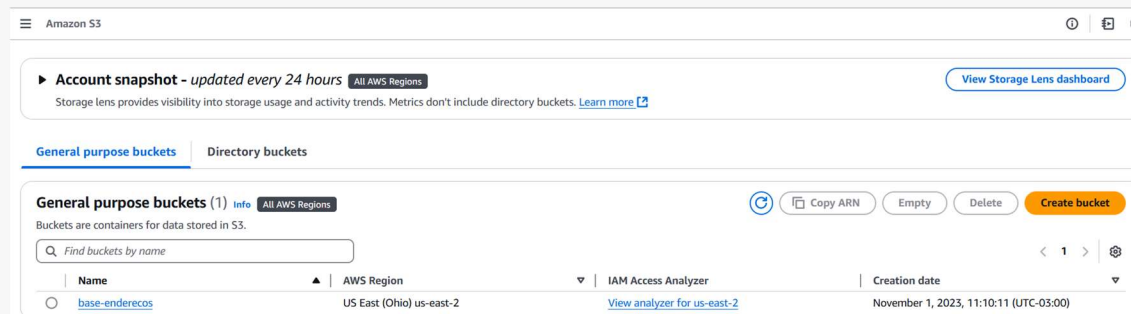 Amazon S3
Account snapshot - updated every 24 hours All AWS Regions
View Storage Lens dashboard
Storage lens provides visibility into storage usage and activity trends. Metrics don't include directory buckets. Learn more
General purpose buckets Directory buckets
General purpose buckets (1) Info All AWS Regions
Copy ARN Empty Delete Create bucket
Buckets are containers for data stored in S3.
Find buckets by name
1
Name AWS Region IAM Access Analyzer Creation date
base-enderecos US East (Ohio) us-east-2 View analyzer for us-east-2 November 1, 2023, 11:10:11 (UTC-03:00)